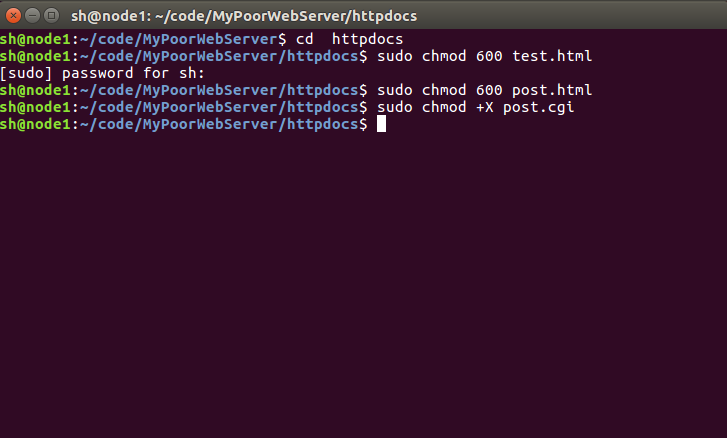 sh@node1: ~/code/MyPoorWebServer/httpdocs
sh@node1:~/code/MyPoorWebServer$ cd  httpdocs
sh@node1:~/code/MyPoorWebServer/httpdocs$ sudo chmod 600 test.html
[sudo] password for sh:
sh@node1:~/code/MyPoorWebServer/httpdocs$ sudo chmod 600 post.html
sh@node1:~/code/MyPoorWebServer/httpdocs$ sudo chmod +X post.cgi
sh@node1:~/code/MyPoorWebServer/httpdocs$